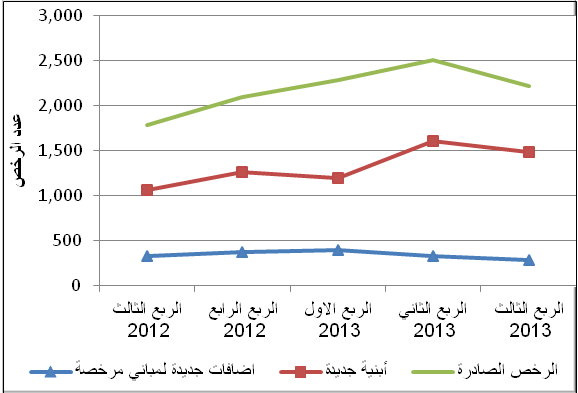 3,000
2,500
2,000
1,500
1,000
500
0
عدد الرخص
الربع الثالث 2012
الربع الرابع 2012
الربع الاول 2013
الربع الثاني 2013
الربع الثالث 2013
الرخص الصادرة
أبنية جديدة
اضافات جديدة لمباني مرخصة